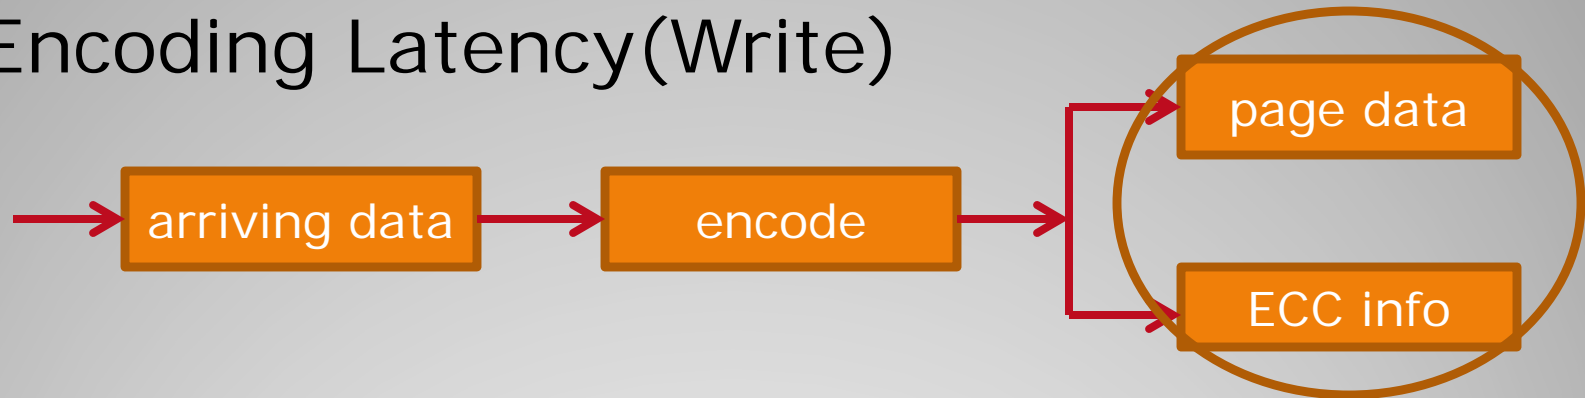 Encoding Latency(Write)
page data
arriving data
encode
ECC info